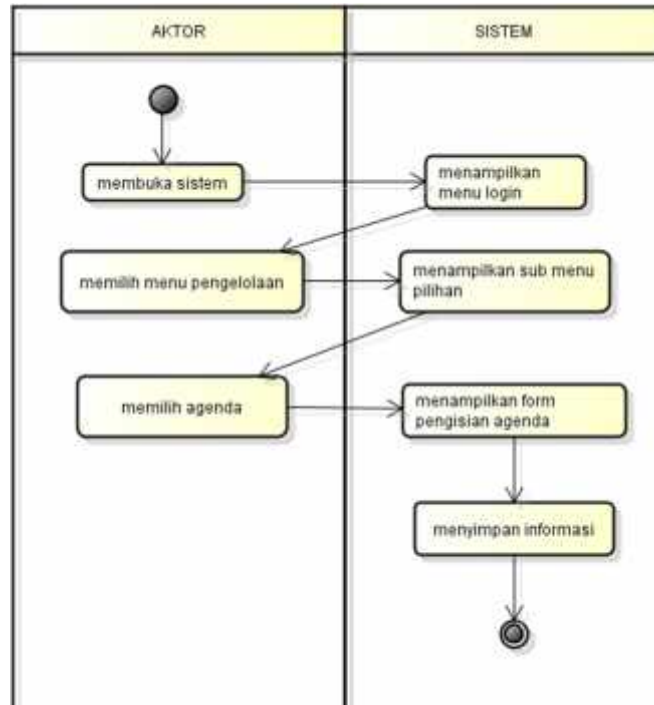 AKTOR
SISTEM
membuka sistem
menampilkan
menu login
memilih menu pengelolaan
menampilkan sub menu
pilihan
memilih agenda
menampilkan form
pengisian agenda
menyimpan informasi